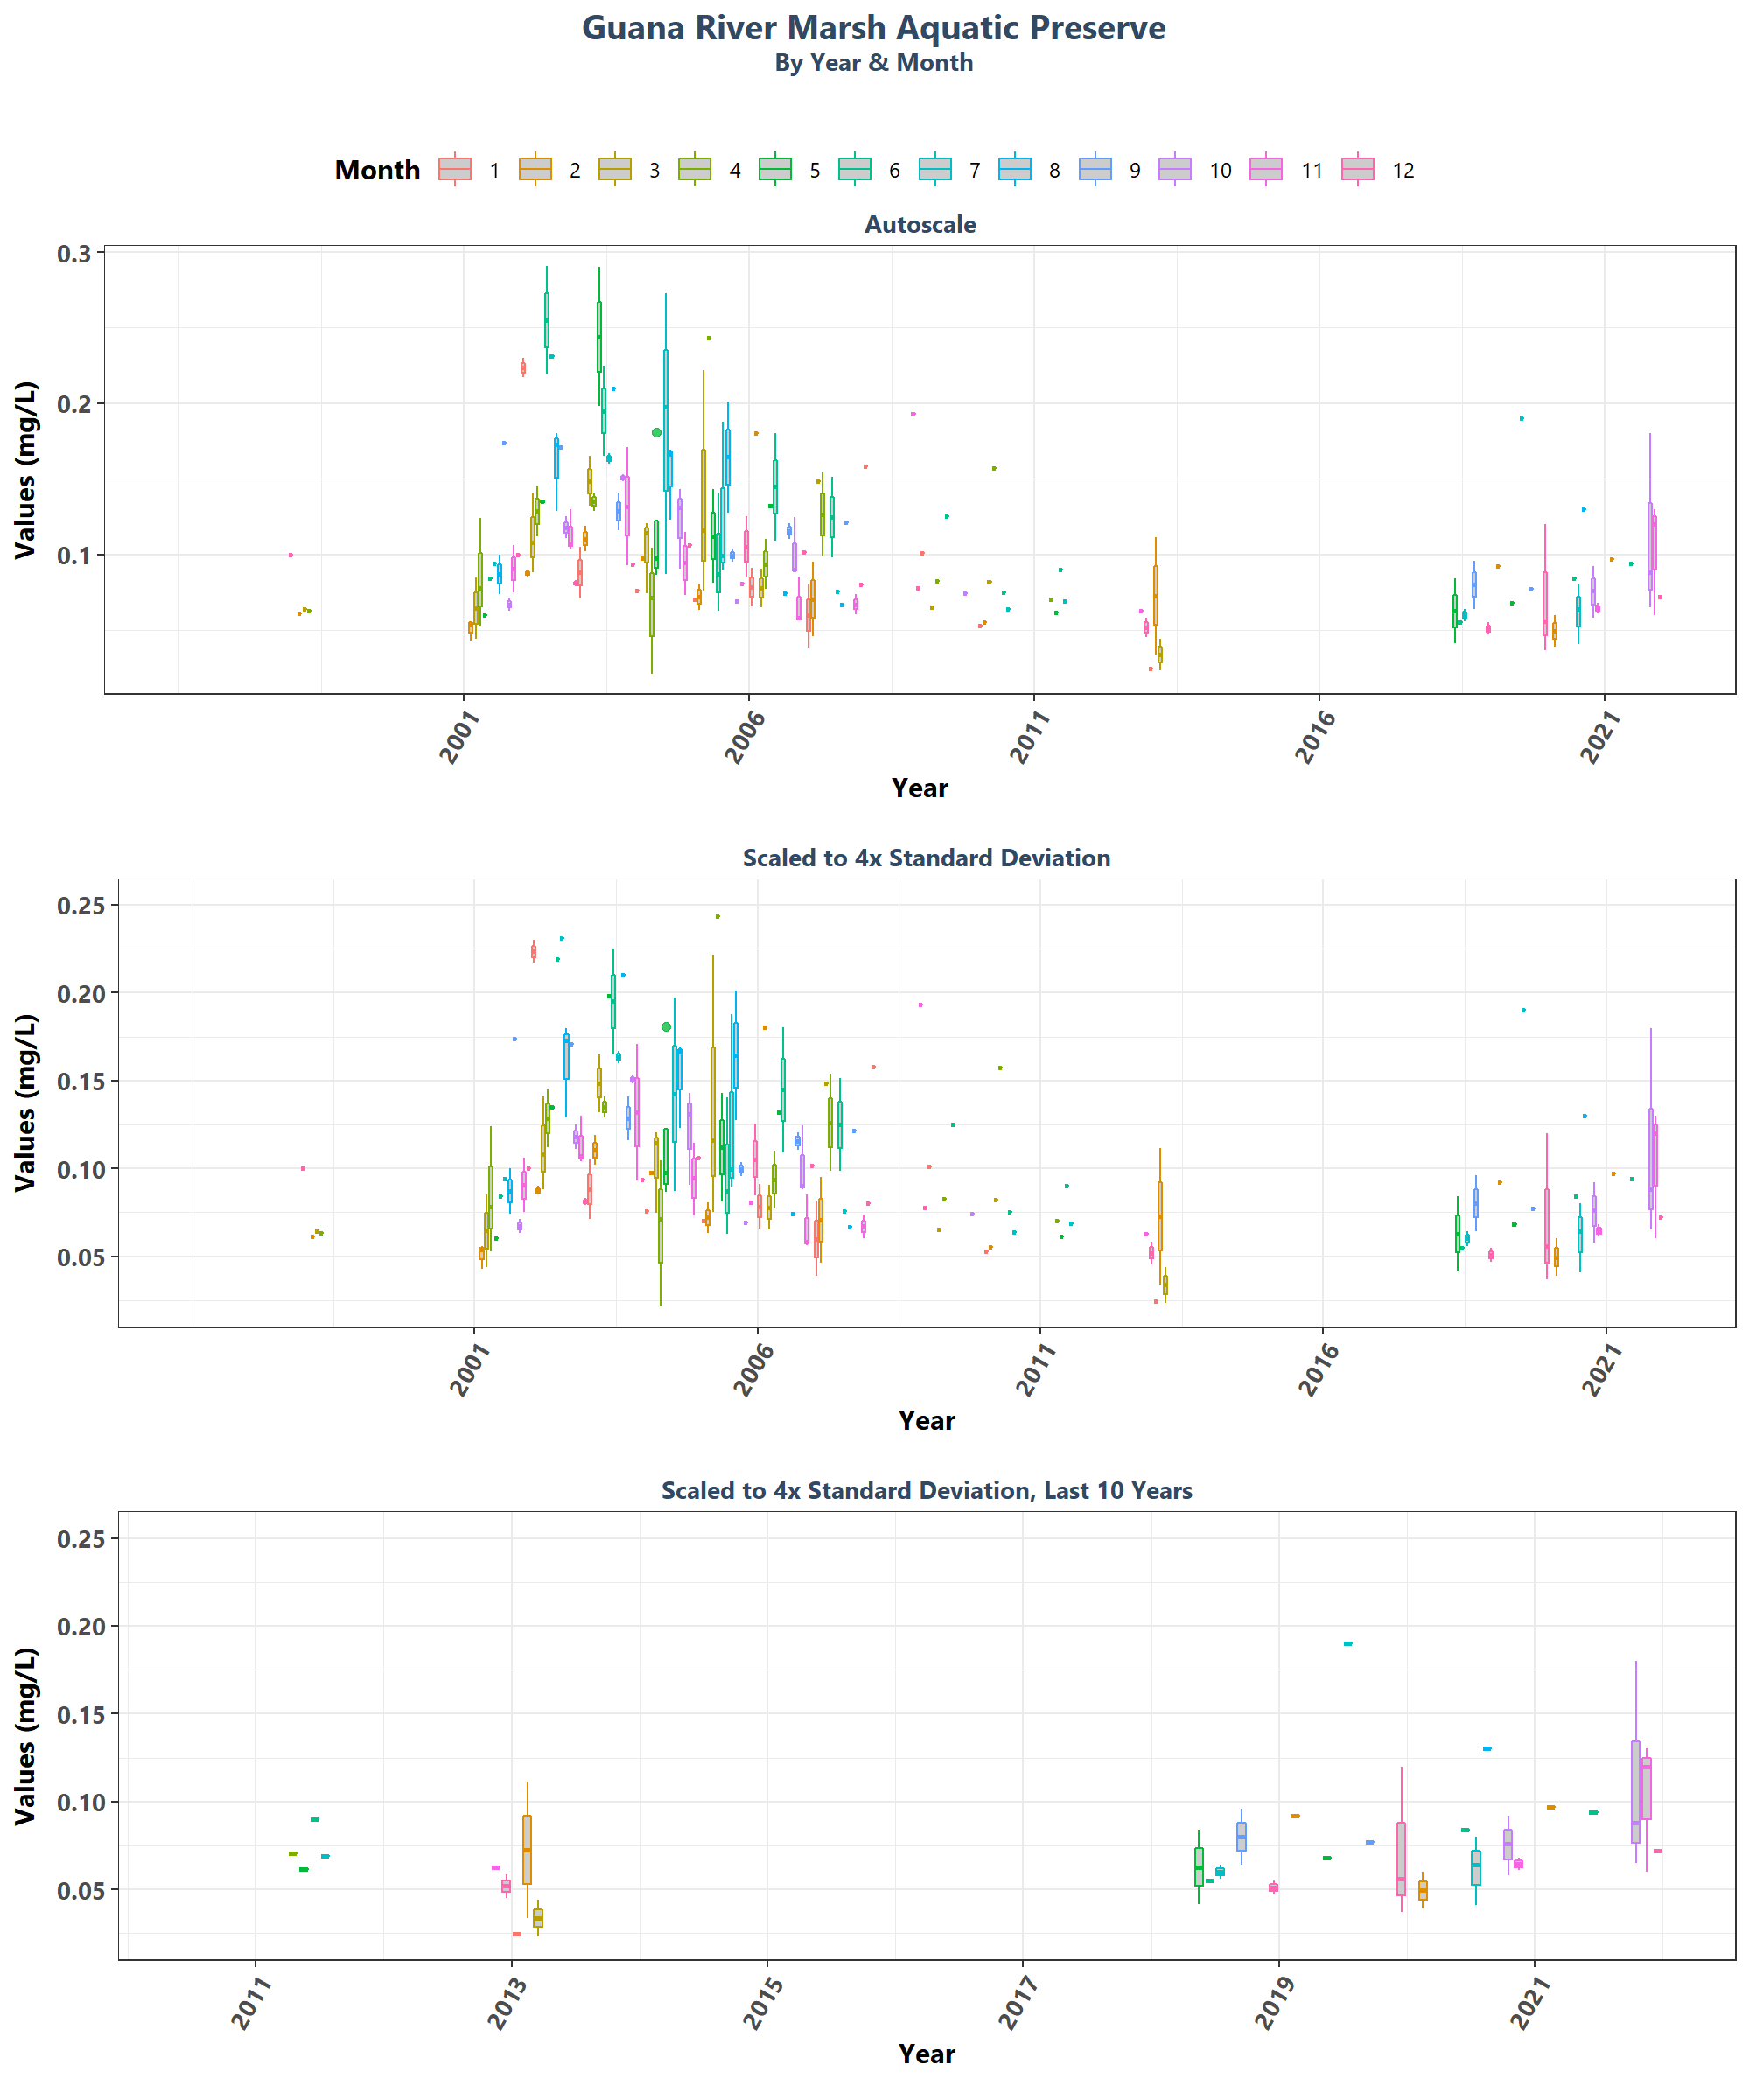 Guana River Marsh Aquatic Preserve
By Year & Month
Month 1 2 3 4 5 6 7 8 9 10 11 12
Autoscale
Values (mg/L)
0.3
0.2
0.1
2001 2006 2011 2016 2021
Year
Scaled to 4x Standard Deviation
Values (mg/L)
0.25
0.20
0.15
0.10
0.05
2001 2006 2011 2016 2021
Year
Scaled to 4x Standard Deviation, Last 10 Years
Values (mg/L)
0.25
0.20
0.15
0.10
0.05
2011 2013 2015 2017 2019 2021
Year